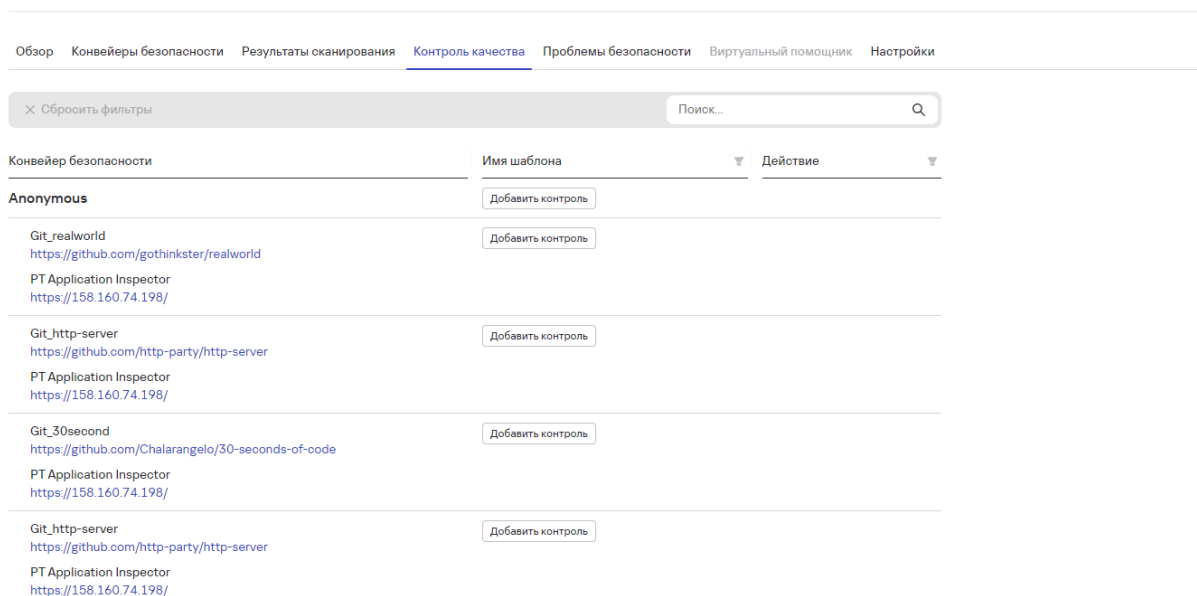 Обзор Конвейеры безопасности Результаты сканирования Контроль качества Проблемы безопасности Виртуальный помощник Настройки
Сбросить фильтры Поиск...
Конвейер безопасности Имя шаблона Действие
Anonymous Добавить контроль
Git_realworld Добавить контроль
https://github.com/gothinkster/realworld
PT Application Inspector
https://158.160.74.198/
Git_http-server Добавить контроль
https://github.com/http-party/http-server
PT Application Inspector
https://158.160.74.198/
Git_30second Добавить контроль
https://github.com/Chalarangelo/30-seconds-of-code
PT Application Inspector
https://158.160.74.198/
Git_http-server Добавить контроль
https://github.com/http-party/http-server
PT Application Inspector
https://158.160.74.198/